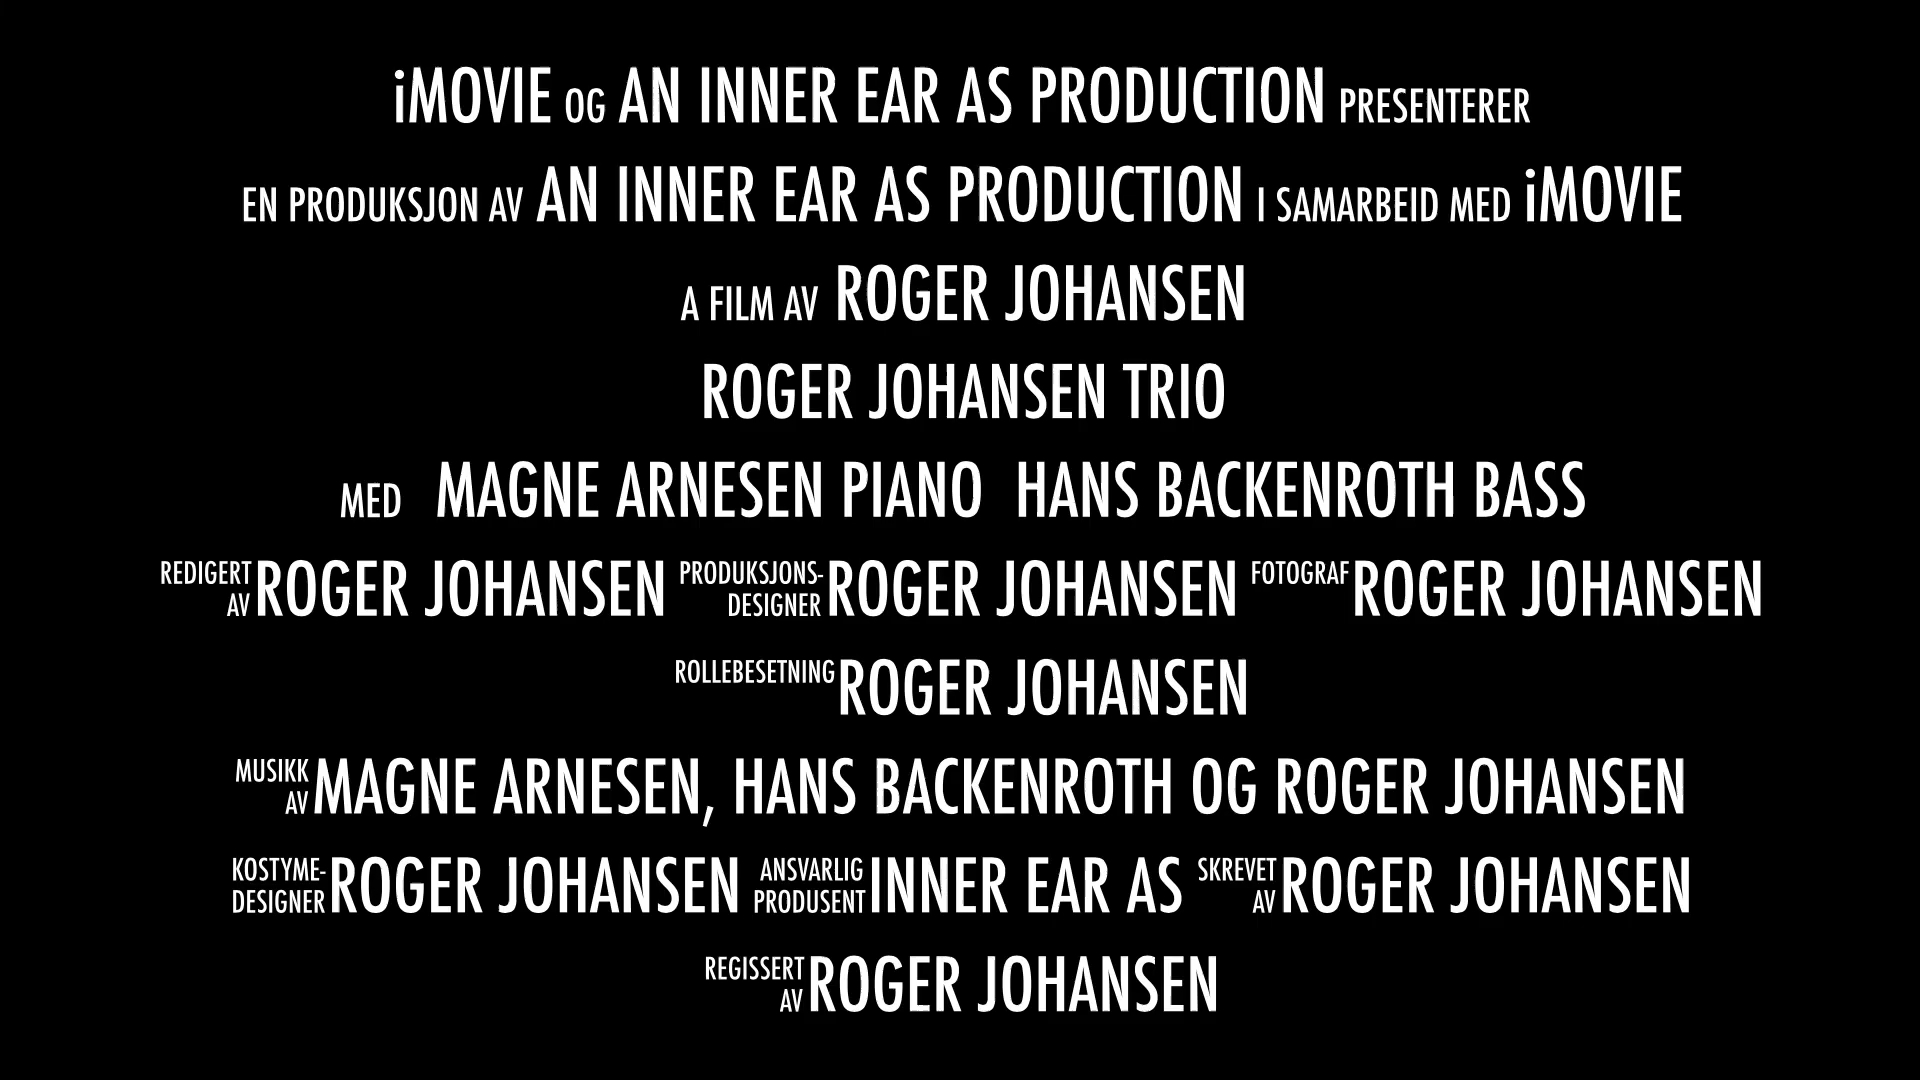 iMOVIE OG AN INNER EAR AS PRODUCTION PRESENTERER
EN PRODUKSJON AV AN INNER EAR AS PRODUCTION I SAMARBEID MED iMOVIE
A FILM AV ROGER JOHANSEN
ROGER JOHANSEN TRIO
MED MAGNE ARNESEN PIANO HANS BACKENROTH BASS
REDIGERT AV ROGER JOHANSEN PRODUKSJONS-DESIGNER ROGER JOHANSEN FOTOGRAF ROGER JOHANSEN
ROLLEBESETNING ROGER JOHANSEN
MUSIKK AV MAGNE ARNESEN, HANS BACKENROTH OG ROGER JOHANSEN
KOSTYME-DESIGNER ROGER JOHANSEN ANSVARLIG PRODUSENT INNER EAR AS SKREVET AV ROGER JOHANSEN
REGISSERT AV ROGER JOHANSEN